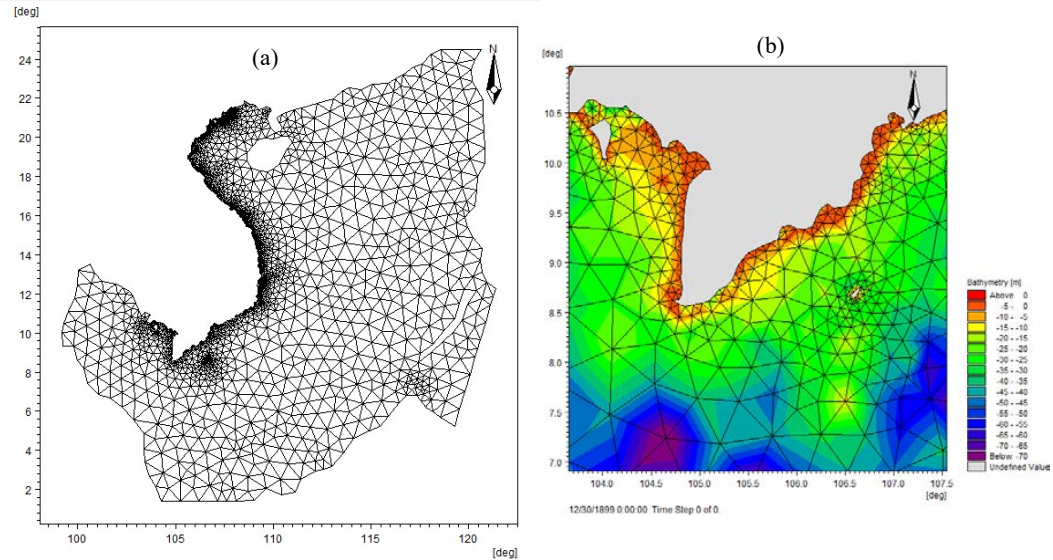 [deg]
(a)
N
24
22
20
18
16
14
12
10
8
6
4
2
100
105
110
115
120
[deg]
(b)
[deg]
N
10.5
10.0
9.5
9.0
8.5
8.0
7.5
7.0
104.0
104.5
105.0
105.5
106.0
106.5
107.0
107.5
[deg]
12/30/1899 0:00:00 Time Step 0 of 0.
Bathymetry [m]
Above 0
-5 - 0
-10 - -5
-15 - -10
-20 - -15
-25 - -20
-30 - -25
-35 - -30
-40 - -35
-45 - -40
-50 - -45
-55 - -50
-60 - -55
-65 - -60
-70 - -65
Below -70
Undefined Value